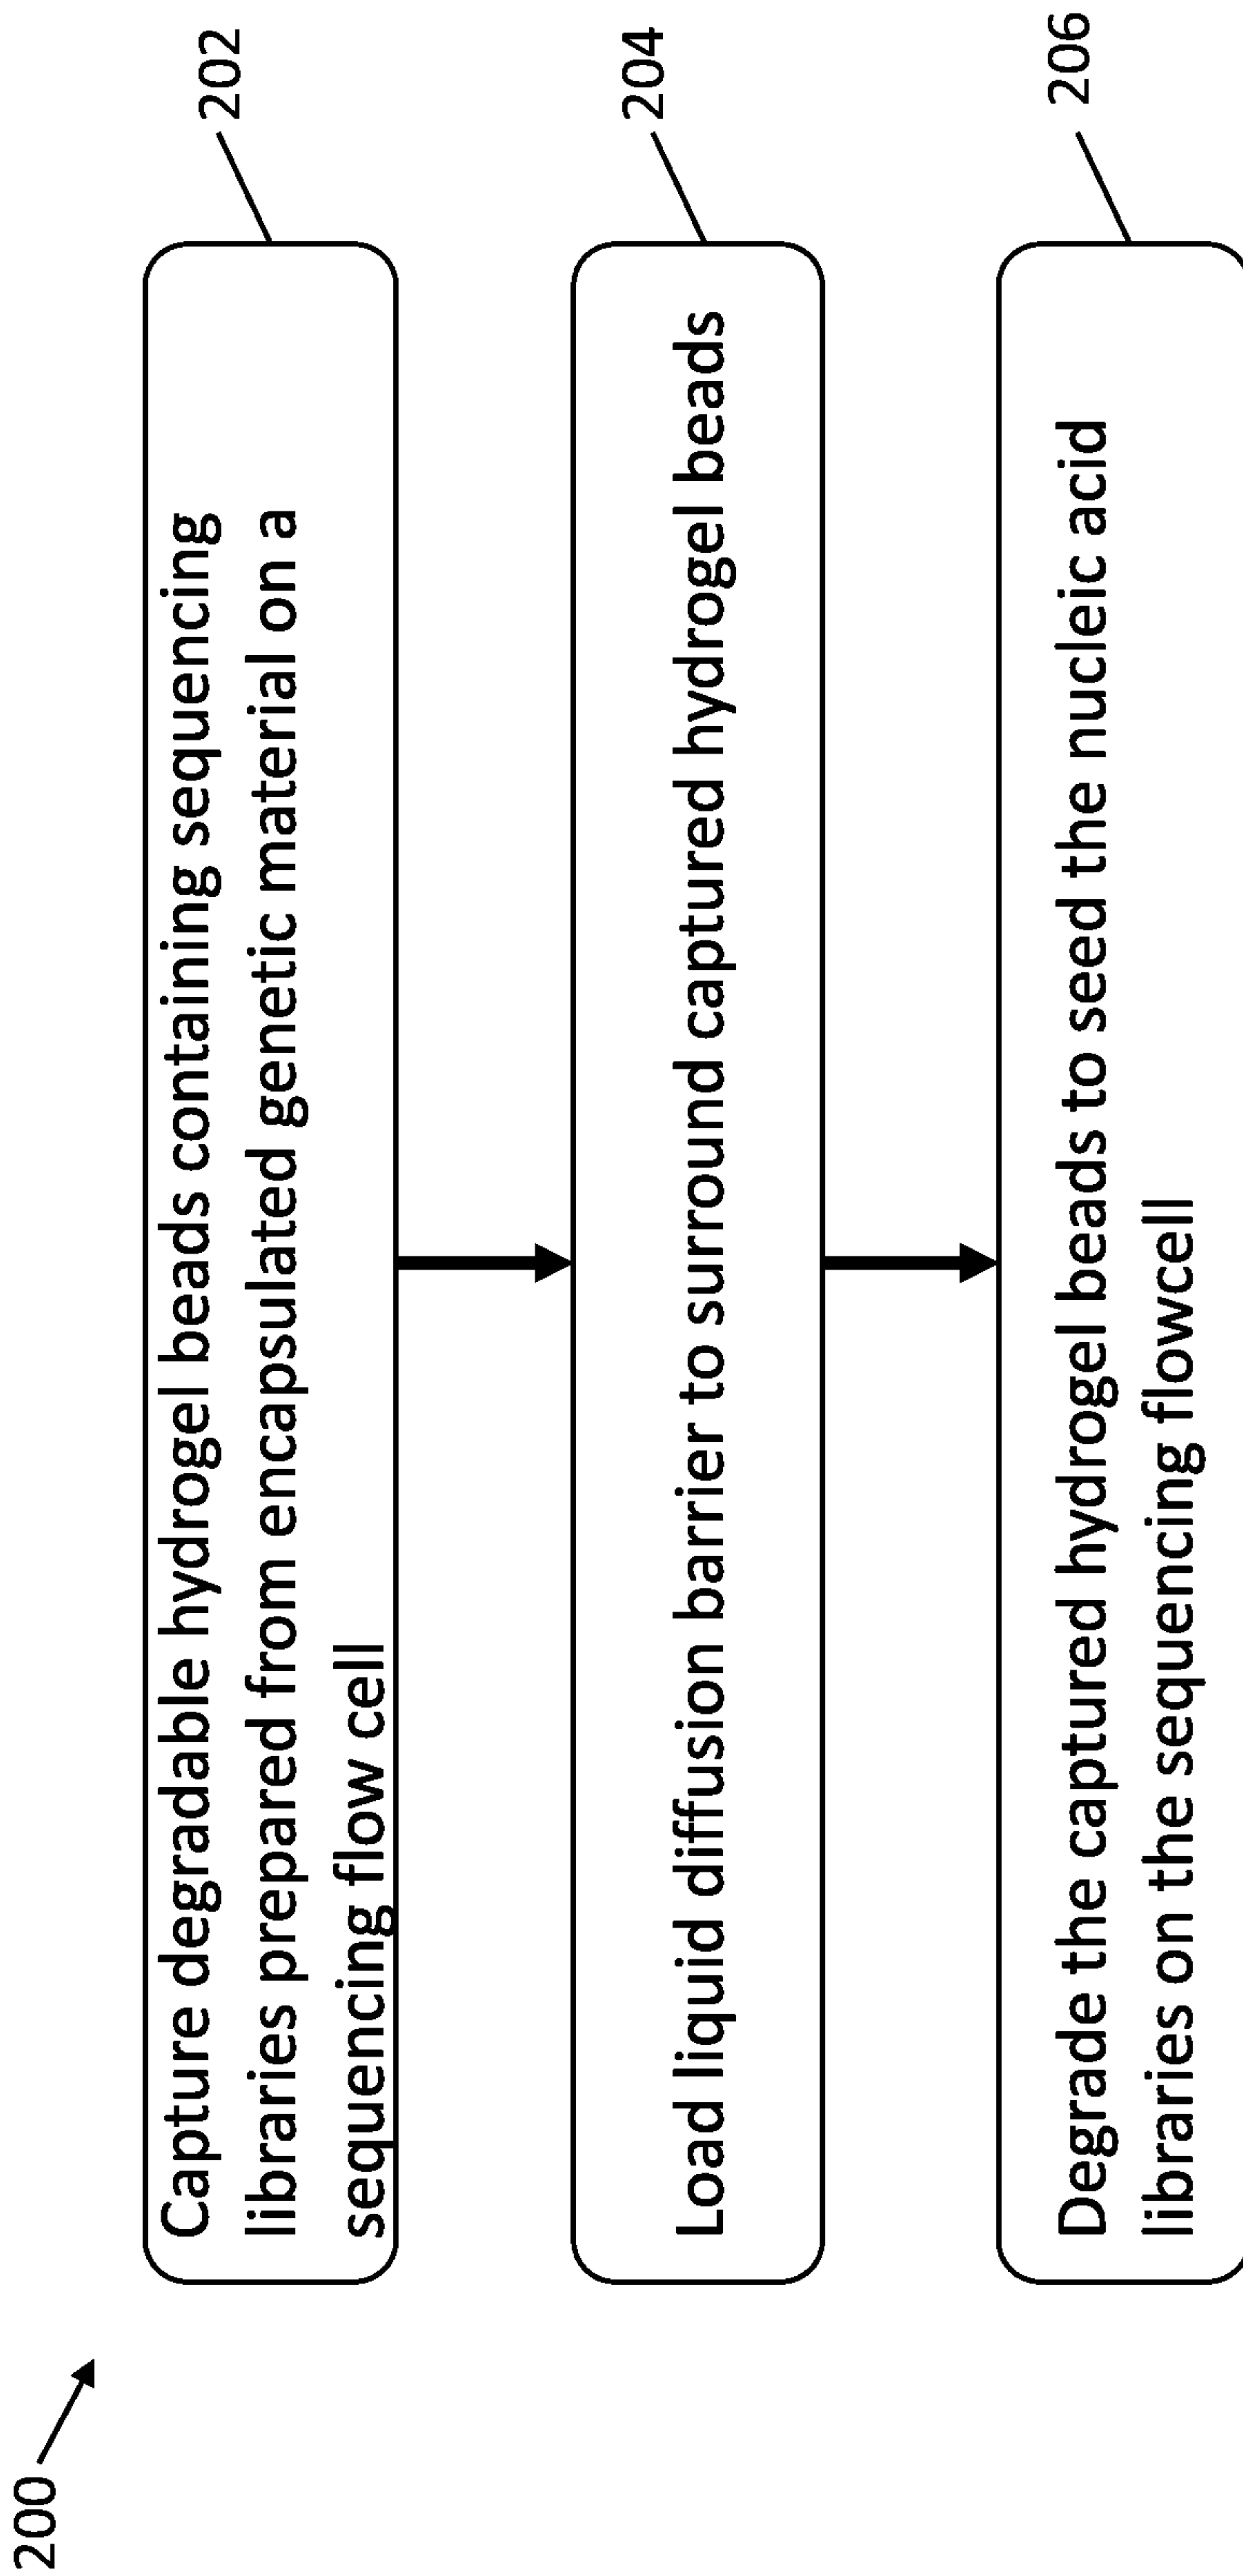 200
Capture degradable hydrogel beads containing sequencing
libraries prepared from encapsulated genetic material on a
sequencing flow cell
202
Load liquid diffusion barrier to surround captured hydrogel beads
204
Degrade the captured hydrogel beads to seed the nucleic acid
libraries on the sequencing flowcell
206